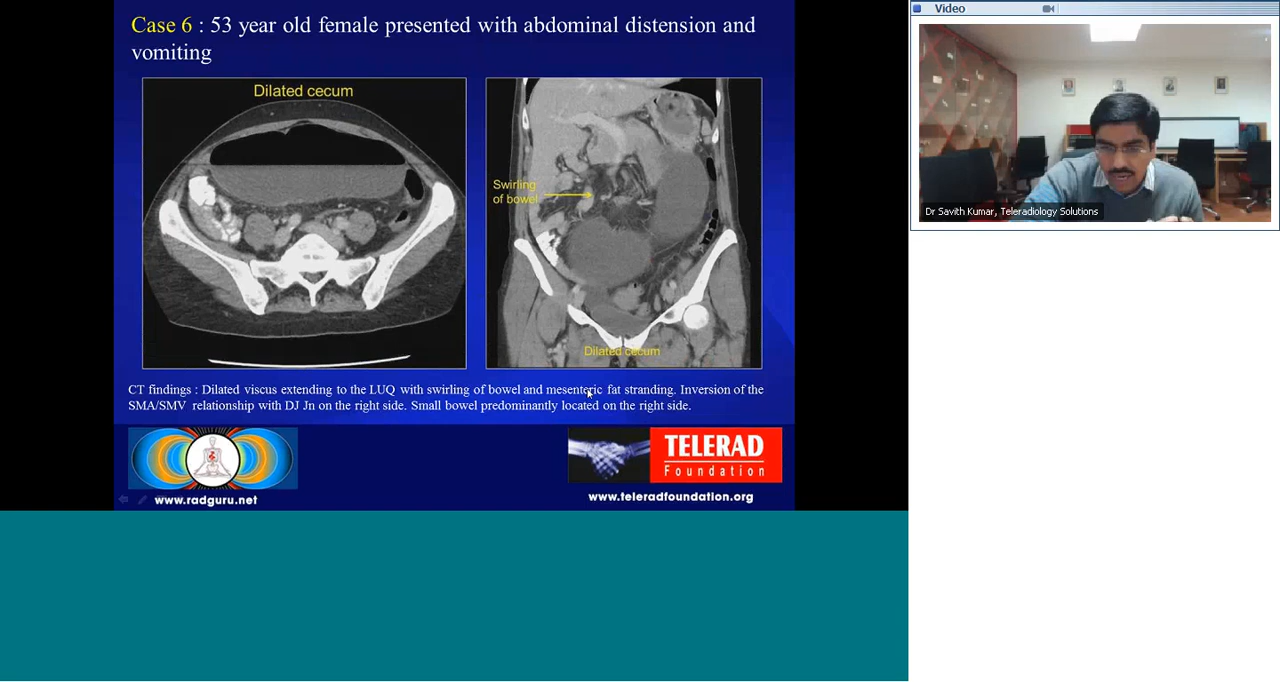 Case 6 : 53 year old female presented with abdominal distension and
vomiting
Dilated cecum
Swirling
of bowel
Dilated cecum
CT findings : Dilated viscus extending to the LUQ with swirling of bowel and mesenteric fat stranding. Inversion of the
SMA/SMV relationship with DJ Jn on the right side. Small bowel predominantly located on the right side.
www.radguru.net
TELERAD
Foundation
www.teleradfoundation.org
Video
Dr Savith Kumar, Teleradiology Solutions